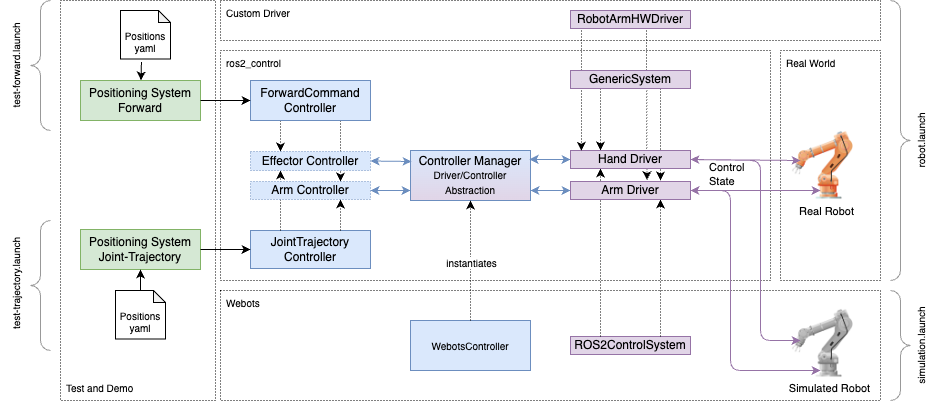 Custom Driver
RobotArmHWDriver
test-forward.launch
Positions
yaml
Positioning System
Forward
ros2_control
ForwardCommand
Controller
GenericSystem
Real World
robot.launch
Effector Controller
Arm Controller
Controller Manager
Driver/Controller
Abstraction
Hand Driver
Arm Driver
Control
State
Real Robot
test-trajectory.launch
Positioning System
Joint-Trajectory
JointTrajectory
Controller
instantiates
Positions
yaml
Test and Demo
Webots
WebotsController
ROS2ControlSystem
Simulated Robot
simulation.launch